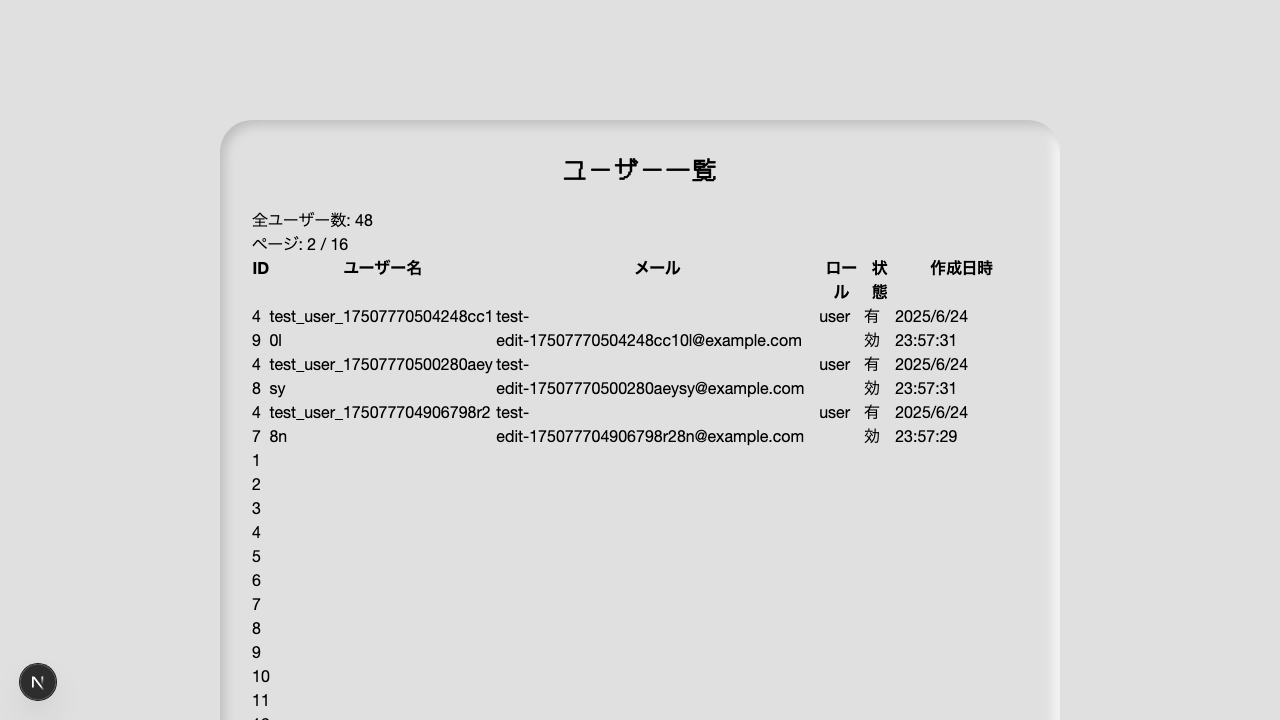 ユーザー一覧
全ユーザー数: 48
ページ: 2 / 16
ID ユーザー名 メール ロール 状態 作成日時
49 test_user_17507770504248cc10l test-edit-17507770504248cc10l@example.com user 有効 2025/6/24 23:57:31
48 test_user_17507770500280aeysy test-edit-17507770500280aeysy@example.com user 有効 2025/6/24 23:57:31
47 test_user_175077704906798r28n test-edit-175077704906798r28n@example.com user 有効 2025/6/24 23:57:29
1
2
3
4
5
6
7
8
9
10
11
N